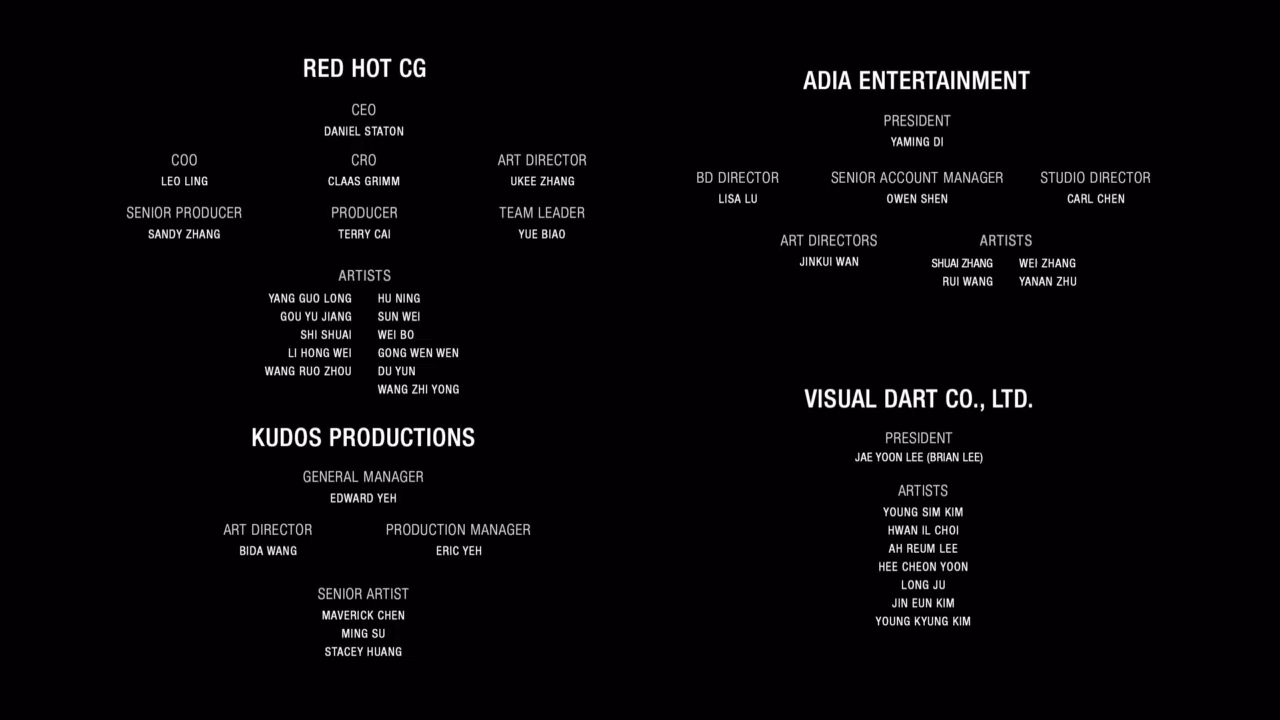 RED HOT CG
CEO
DANIEL STATON
COO CRO ART DIRECTOR
LEO LING CLAAS GRIMM UKEE ZHANG
SENIOR PRODUCER PRODUCER TEAM LEADER
SANDY ZHANG TERRY CAI YUE BIAO
ARTISTS
YANG GUO LONG HU NING
GOU YU JIANG SUN WEI
SHI SHUAI WEI BO
LI HONG WEI GONG WEN WEN
WANG RUO ZHOU DU YUN
WANG ZHI YONG
KUDOS PRODUCTIONS
GENERAL MANAGER
EDWARD YEH
ART DIRECTOR PRODUCTION MANAGER
BIDA WANG ERIC YEH
SENIOR ARTIST
MAVERICK CHEN
MING SU
STACEY HUANG
ADIA ENTERTAINMENT
PRESIDENT
YAMING DI
BD DIRECTOR SENIOR ACCOUNT MANAGER STUDIO DIRECTOR
LISA LU OWEN SHEN CARL CHEN
ART DIRECTORS ARTISTS
JINKUI WAN SHUAI ZHANG WEI ZHANG
RUI WANG YANAN ZHU
VISUAL DART CO., LTD.
PRESIDENT
JAE YOON LEE (BRIAN LEE)
ARTISTS
YOUNG SIM KIM
HWAN IL CHOI
AH REUM LEE
HEE CHEON YOON
LONG JU
JIN EUN KIM
YOUNG KYUNG KIM